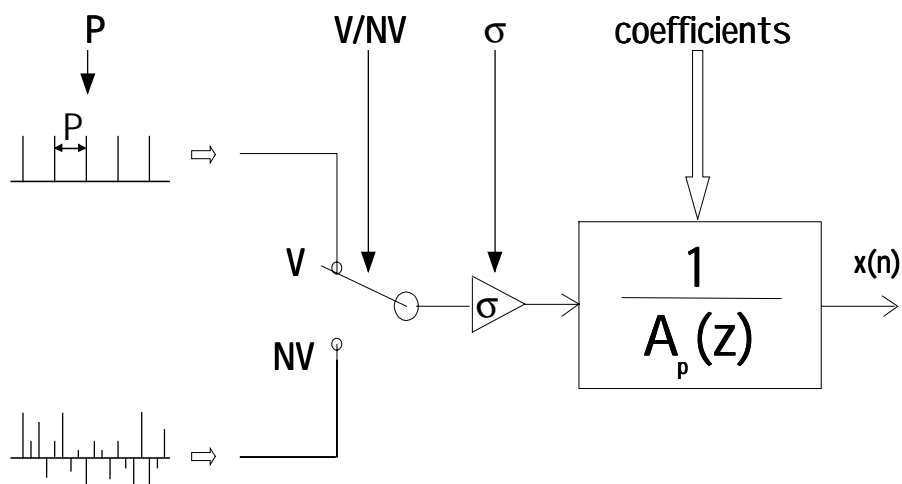 P V/NV σ coefficients
P
V
NV
σ
1
A_p(z)
x(n)